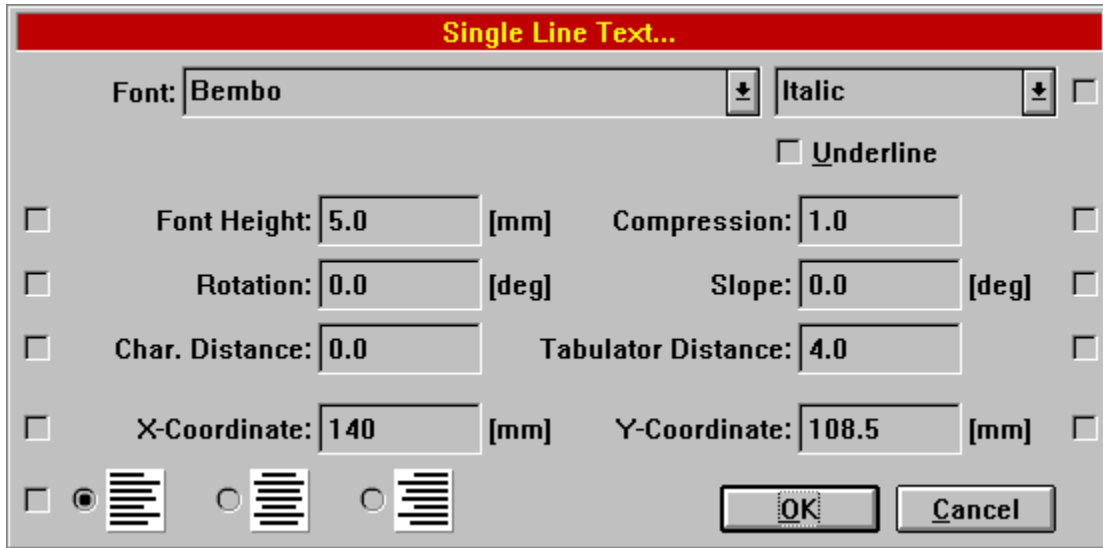 Single Line Text...
Font: Bembo Italic
Underline
Font Height: 5.0 [mm] Compression: 1.0
Rotation: 0.0 [deg] Slope: 0.0 [deg]
Char. Distance: 0.0 Tabulator Distance: 4.0
X-Coordinate: 140 [mm] Y-Coordinate: 108.5 [mm]
OK Cancel